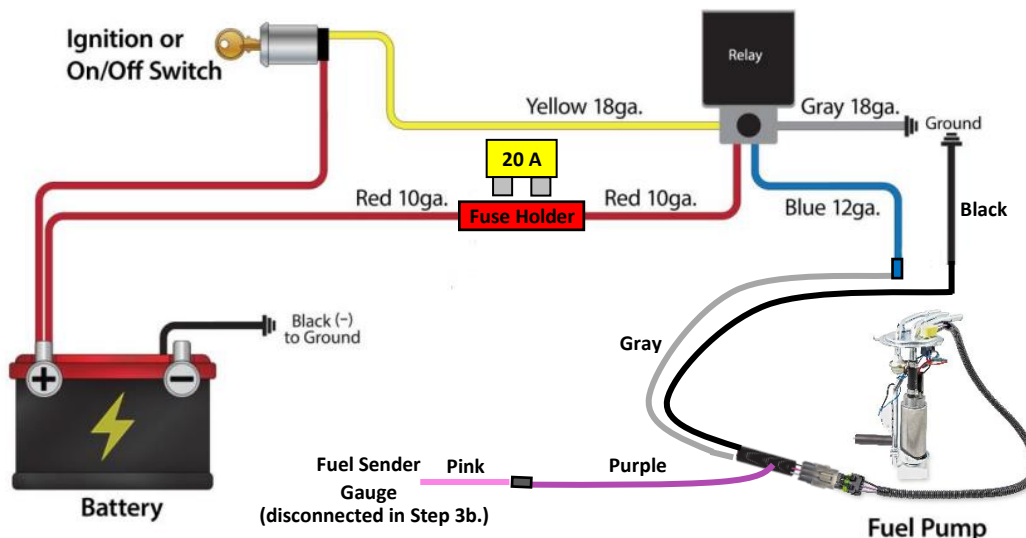 Ignition or
On/Off Switch
Relay
Yellow 18ga.
Gray 18ga.
Ground
20 A
Red 10ga.
Fuse Holder
Red 10ga.
Blue 12ga.
Black
Black (−)
to Ground
Gray
+
−
Fuel Sender
Gauge
(disconnected in Step 3b.)
Pink
Purple
Battery
Fuel Pump